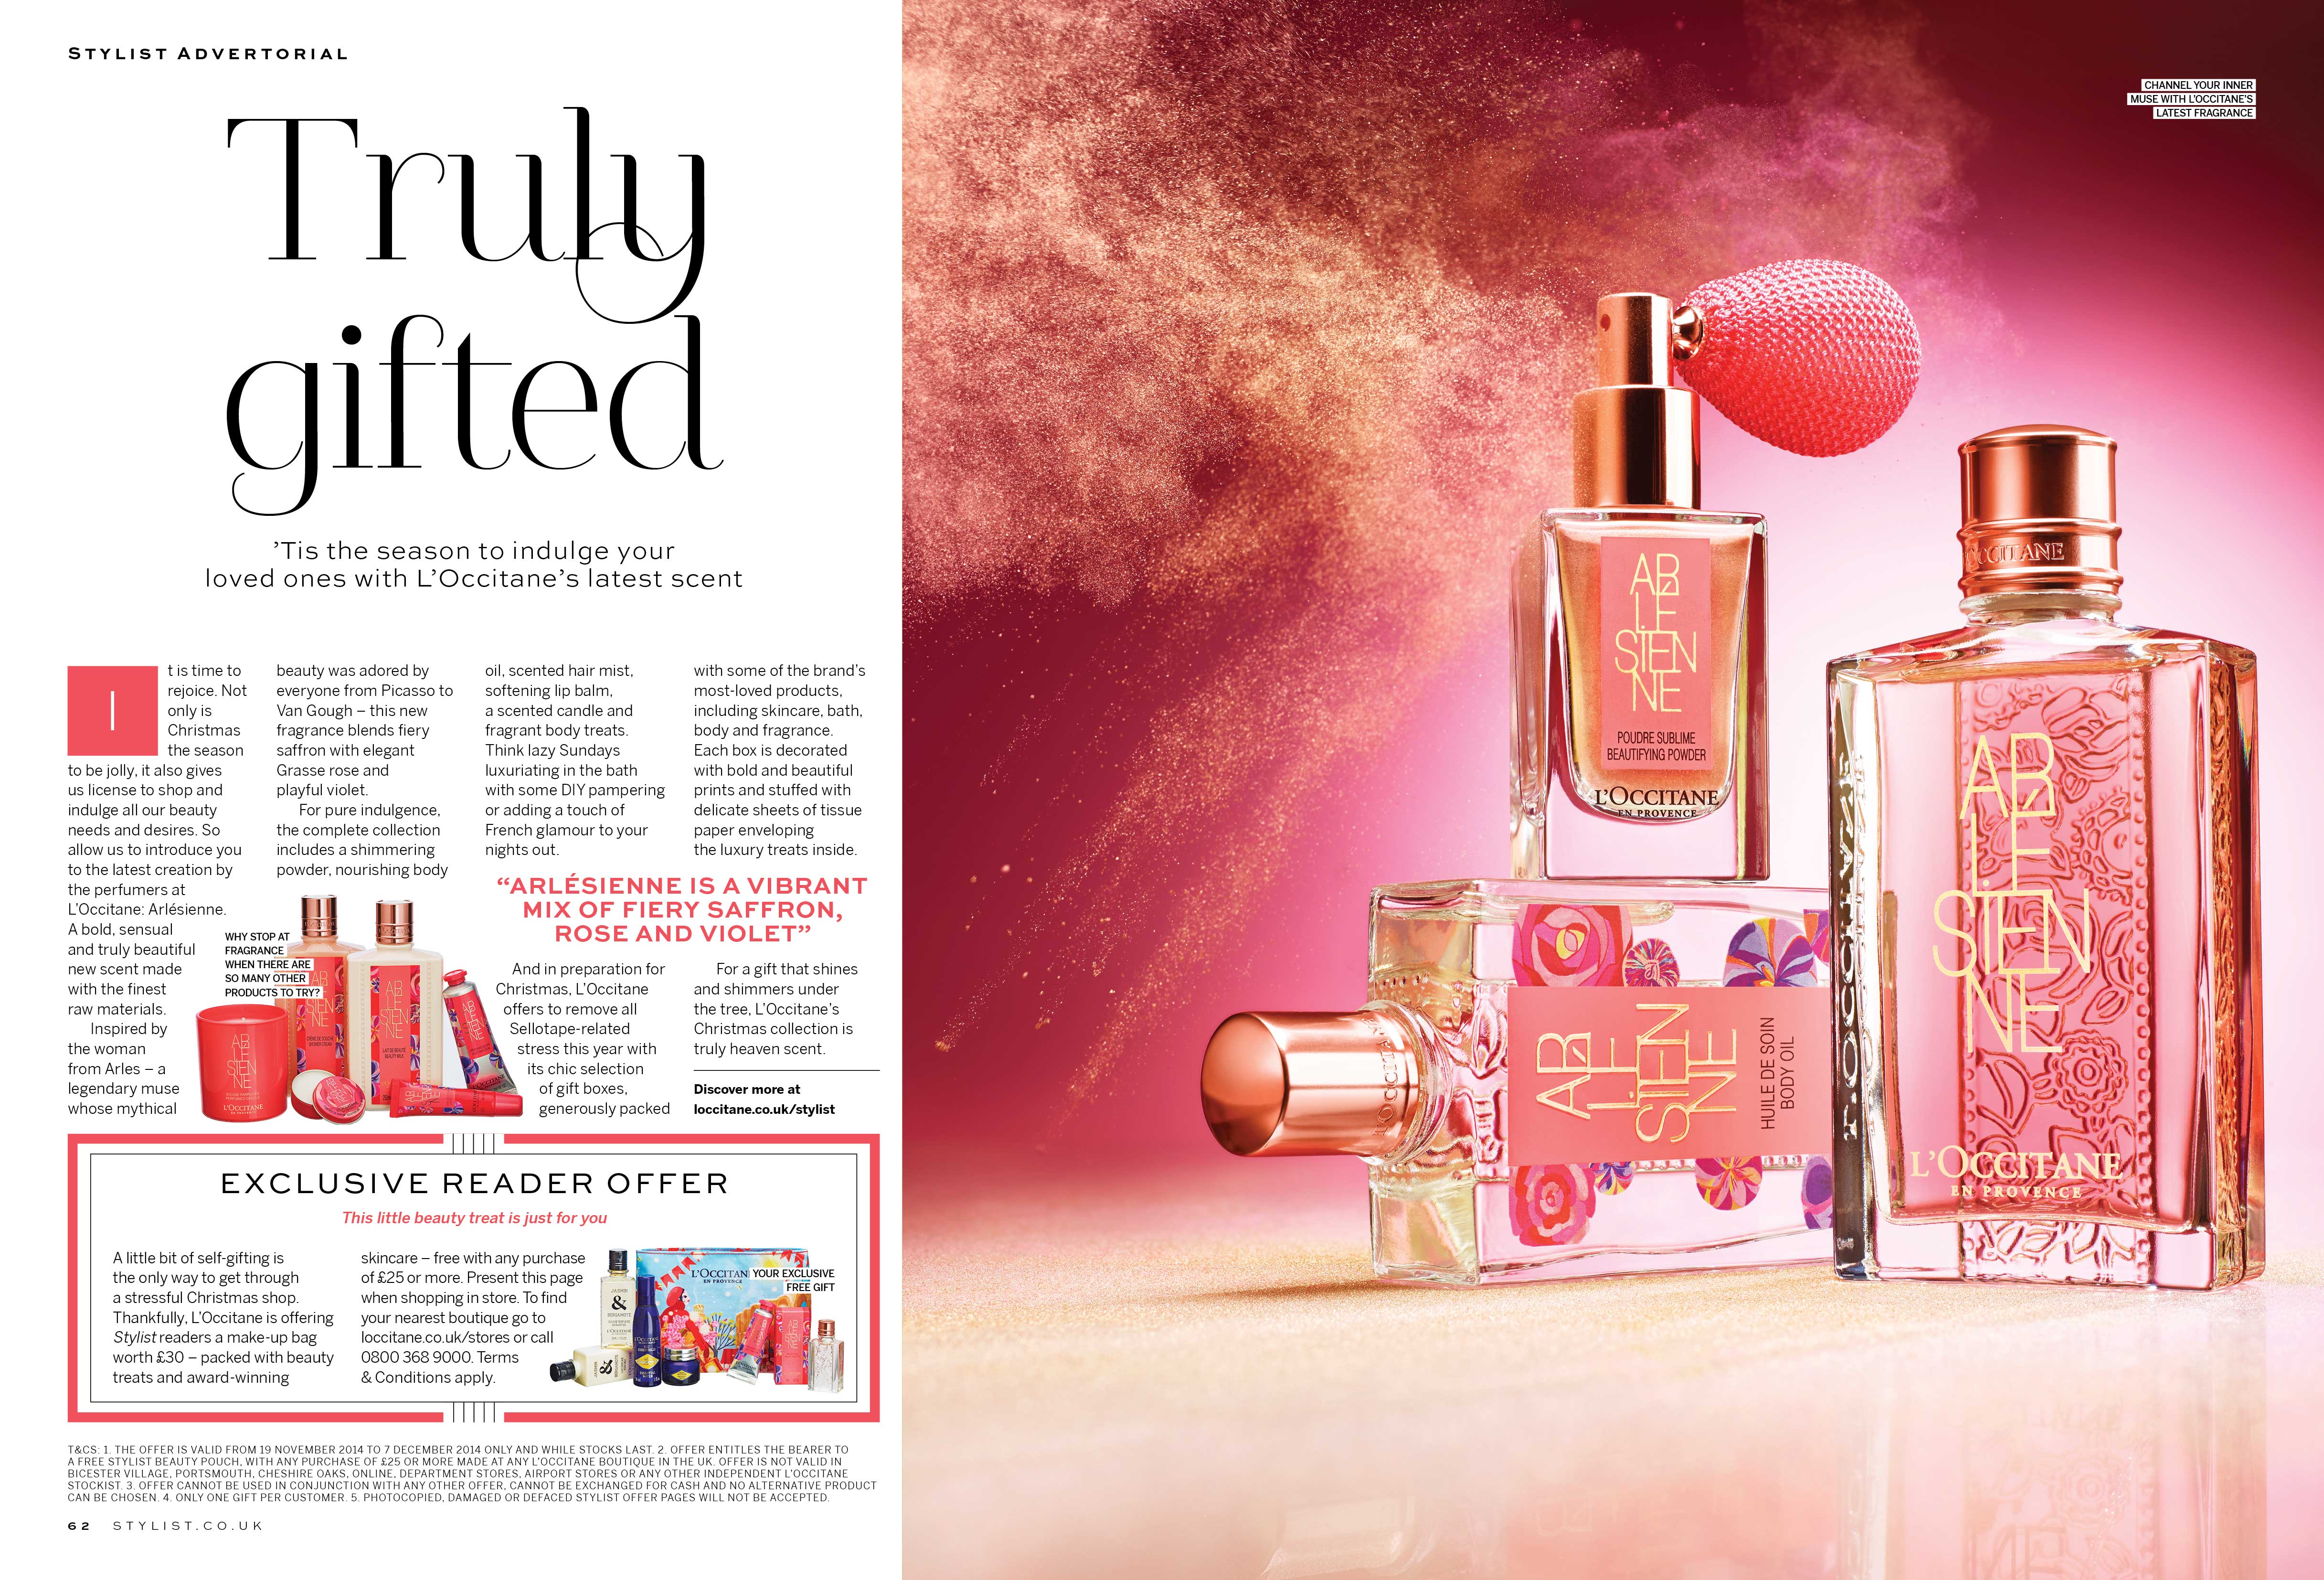 STYLIST ADVERTORIAL
Truly
gifted
’Tis the season to indulge your
loved ones with L’Occitane’s latest scent
I
t is time to
rejoice. Not
only is
Christmas
the season
to be jolly, it also gives
us license to shop and
indulge all our beauty
needs and desires. So
allow us to introduce you
to the latest creation by
the perfumers at
L’Occitane: Arlésienne.
A bold, sensual
and truly beautiful
new scent made
with the finest
raw materials.
Inspired by
the woman
from Arles – a
legendary muse
whose mythical
beauty was adored by
everyone from Picasso to
Van Gough – this new
fragrance blends fiery
saffron with elegant
Grasse rose and
playful violet.
For pure indulgence,
the complete collection
includes a shimmering
powder, nourishing body
oil, scented hair mist,
softening lip balm,
a scented candle and
fragrant body treats.
Think lazy Sundays
luxuriating in the bath
with some DIY pampering
or adding a touch of
French glamour to your
nights out.
“ARLÉSIENNE IS A VIBRANT
MIX OF FIERY SAFFRON,
ROSE AND VIOLET”
And in preparation for
Christmas, L’Occitane
offers to remove all
Sellotape-related
stress this year with
its chic selection
of gift boxes,
generously packed
with some of the brand’s
most-loved products,
including skincare, bath,
body and fragrance.
Each box is decorated
with bold and beautiful
prints and stuffed with
delicate sheets of tissue
paper enveloping
the luxury treats inside.
For a gift that shines
and shimmers under
the tree, L’Occitane’s
Christmas collection is
truly heaven scent.
Discover more at
loccitane.co.uk/stylist
WHY STOP AT
FRAGRANCE
WHEN THERE ARE
SO MANY OTHER
PRODUCTS TO TRY?
AR
LÉ
SIEN
NE
L’OCCITANE
EXCLUSIVE READER OFFER
This little beauty treat is just for you
A little bit of self-gifting is
the only way to get through
a stressful Christmas shop.
Thankfully, L’Occitane is offering
Stylist readers a make-up bag
worth £30 – packed with beauty
treats and award-winning
skincare – free with any purchase
of £25 or more. Present this page
when shopping in store. To find
your nearest boutique go to
loccitane.co.uk/stores or call
0800 368 9000. Terms
& Conditions apply.
L’OCCITAN
EN PROVENCE
YOUR EXCLUSIVE
FREE GIFT
T&CS: 1. THE OFFER IS VALID FROM 19 NOVEMBER 2014 TO 7 DECEMBER 2014 ONLY AND WHILE STOCKS LAST. 2. OFFER ENTITLES THE BEARER TO
A FREE STYLIST BEAUTY POUCH, WITH ANY PURCHASE OF £25 OR MORE MADE AT ANY L’OCCITANE BOUTIQUE IN THE UK. OFFER IS NOT VALID IN
BICESTER VILLAGE, PORTSMOUTH, CHESHIRE OAKS, ONLINE, DEPARTMENT STORES, AIRPORT STORES OR ANY OTHER INDEPENDENT L’OCCITANE
STOCKIST. 3. OFFER CANNOT BE USED IN CONJUNCTION WITH ANY OTHER OFFER, CANNOT BE EXCHANGED FOR CASH AND NO ALTERNATIVE PRODUCT
CAN BE CHOSEN. 4. ONLY ONE GIFT PER CUSTOMER. 5. PHOTOCOPIED, DAMAGED OR DEFACED STYLIST OFFER PAGES WILL NOT BE ACCEPTED.
62 STYLIST.CO.UK
CHANNEL YOUR INNER
MUSE WITH L’OCCITANE’S
LATEST FRAGRANCE
AR
LÉ
SIEN
NE
POUDRE SUBLIME
BEAUTIFYING POWDER
L’OCCITANE
EN PROVENCE
AR
LÉ
SIEN
NE
HUILE DE SOIN
BODY OIL
L’OCCITANE
AR
LÉ
SIEN
NE
L’OCCITANE
EN PROVENCE